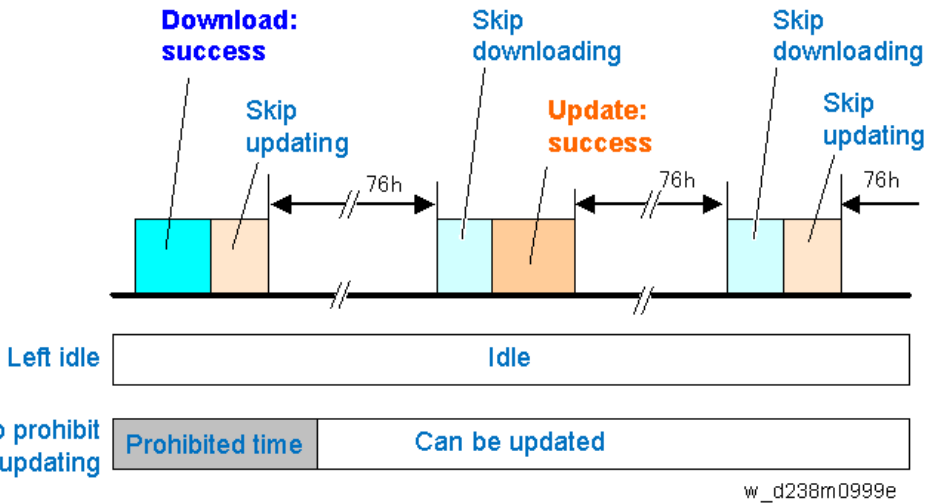 Download:
success
Skip
updating
Skip
downloading
Update:
success
Skip
downloading
Skip
updating
76h
76h
76h
Left idle
Idle
prohibit
updating
Prohibited time
Can be updated
w_d238m0999e